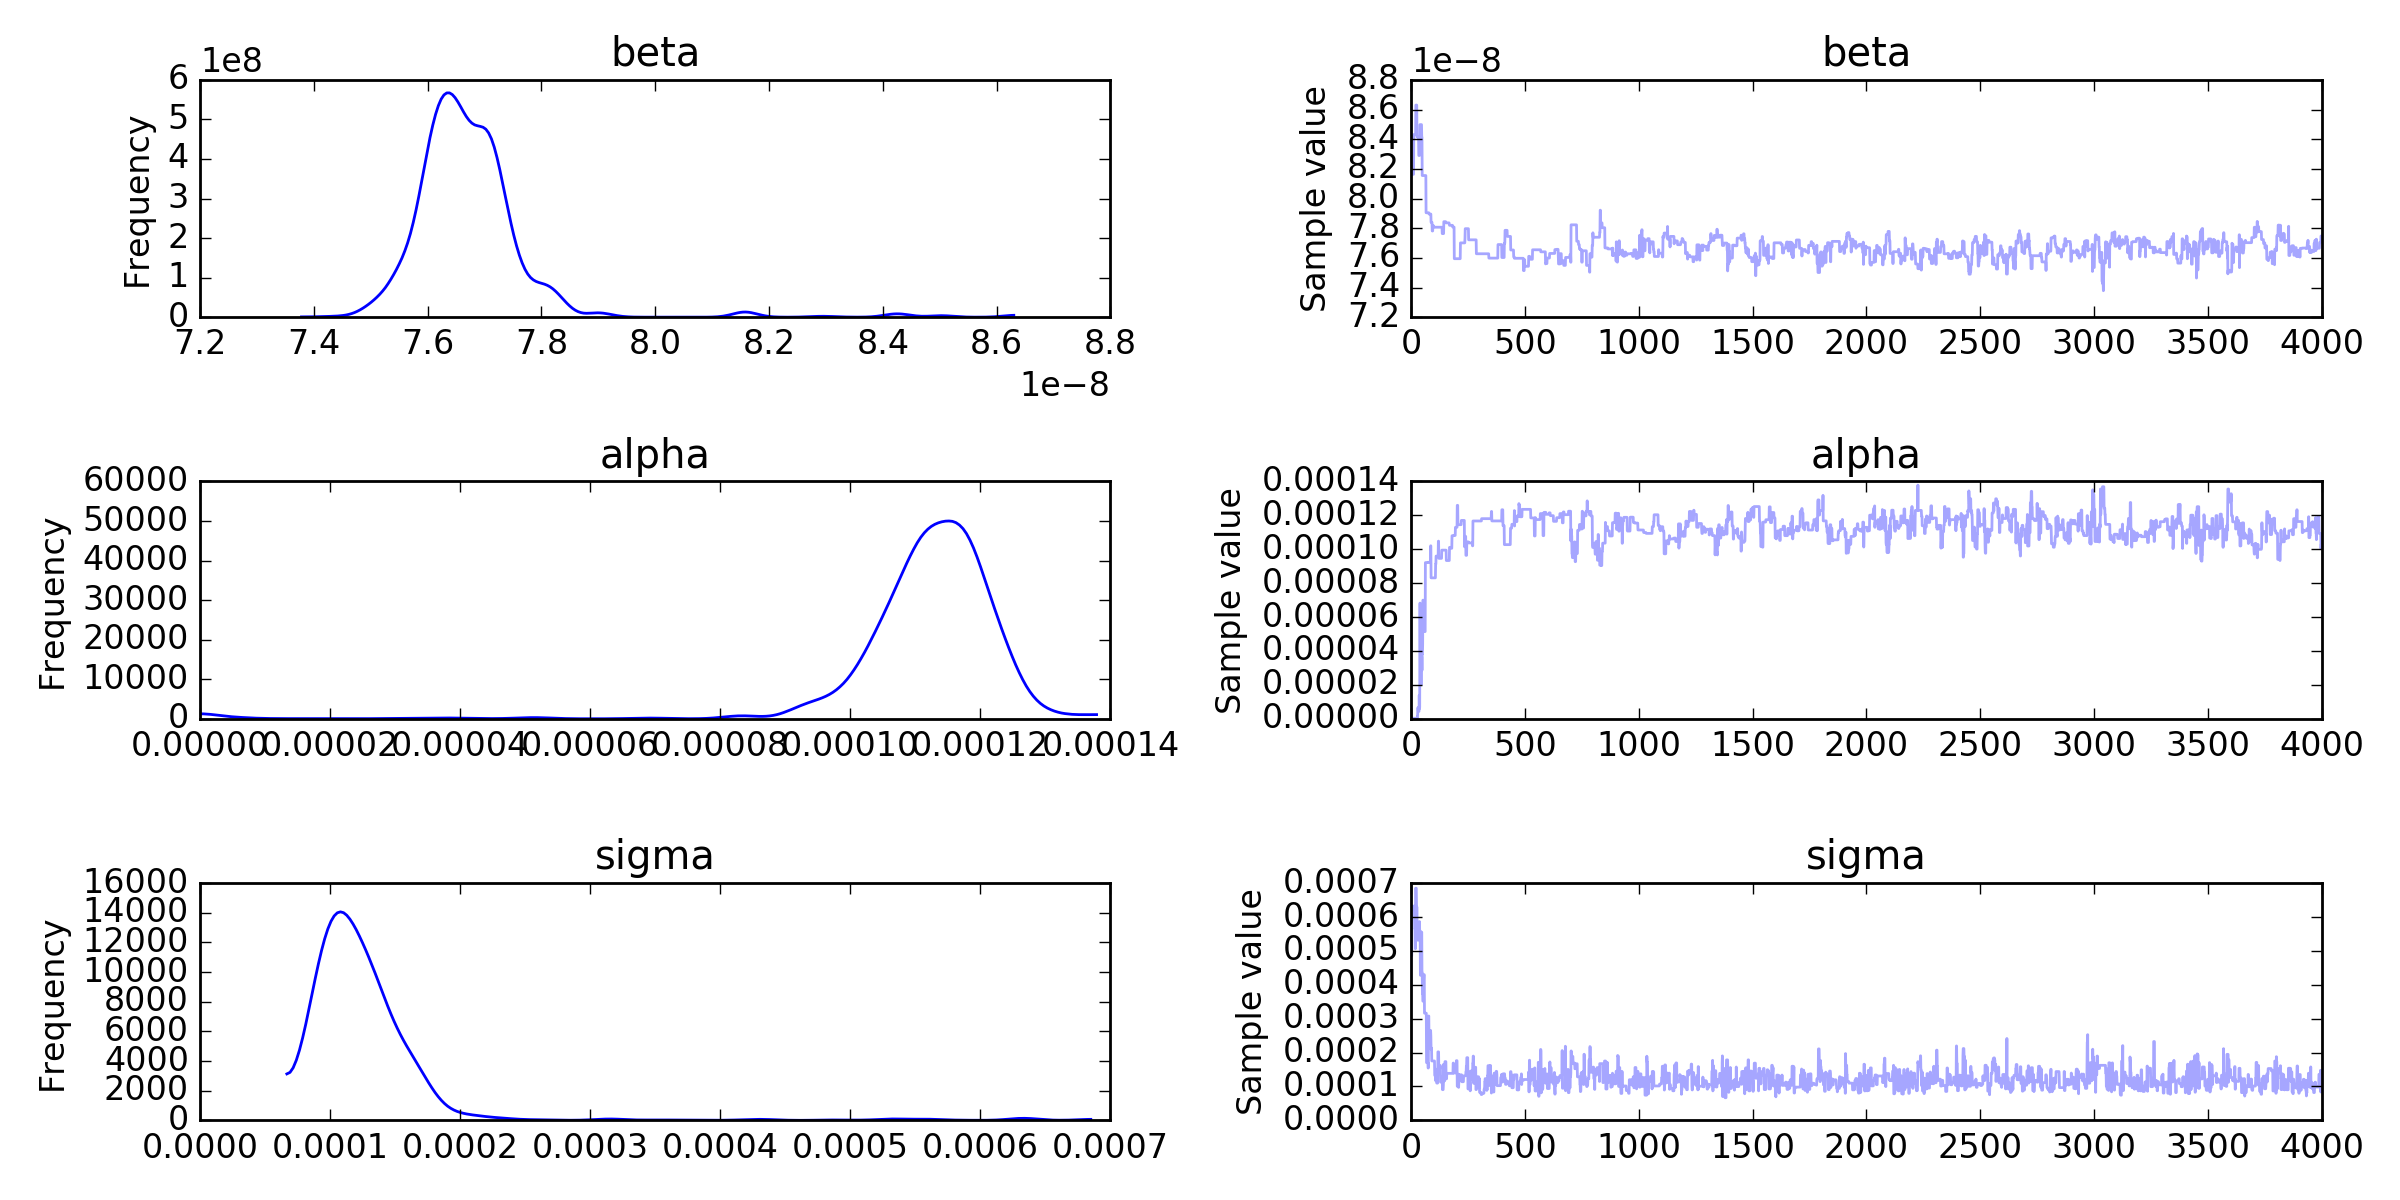 beta
1e8
6
5
4
3
2
1
0
Frequency
7.2 7.4 7.6 7.8 8.0 8.2 8.4 8.6 8.8
1e−8
beta
1e−8
8.8
8.6
8.4
8.2
8.0
7.8
7.6
7.4
7.2
Sample value
0 500 1000 1500 2000 2500 3000 3500 4000
alpha
60000
50000
40000
30000
20000
10000
0
Frequency
0.00000 0.00002 0.00004 0.00006 0.00008 0.00010 0.00012 0.00014
alpha
0.00014
0.00012
0.00010
0.00008
0.00006
0.00004
0.00002
0.00000
Sample value
0 500 1000 1500 2000 2500 3000 3500 4000
sigma
16000
14000
12000
10000
8000
6000
4000
2000
0
Frequency
0.0000 0.0001 0.0002 0.0003 0.0004 0.0005 0.0006 0.0007
sigma
0.0007
0.0006
0.0005
0.0004
0.0003
0.0002
0.0001
0.0000
Sample value
0 500 1000 1500 2000 2500 3000 3500 4000